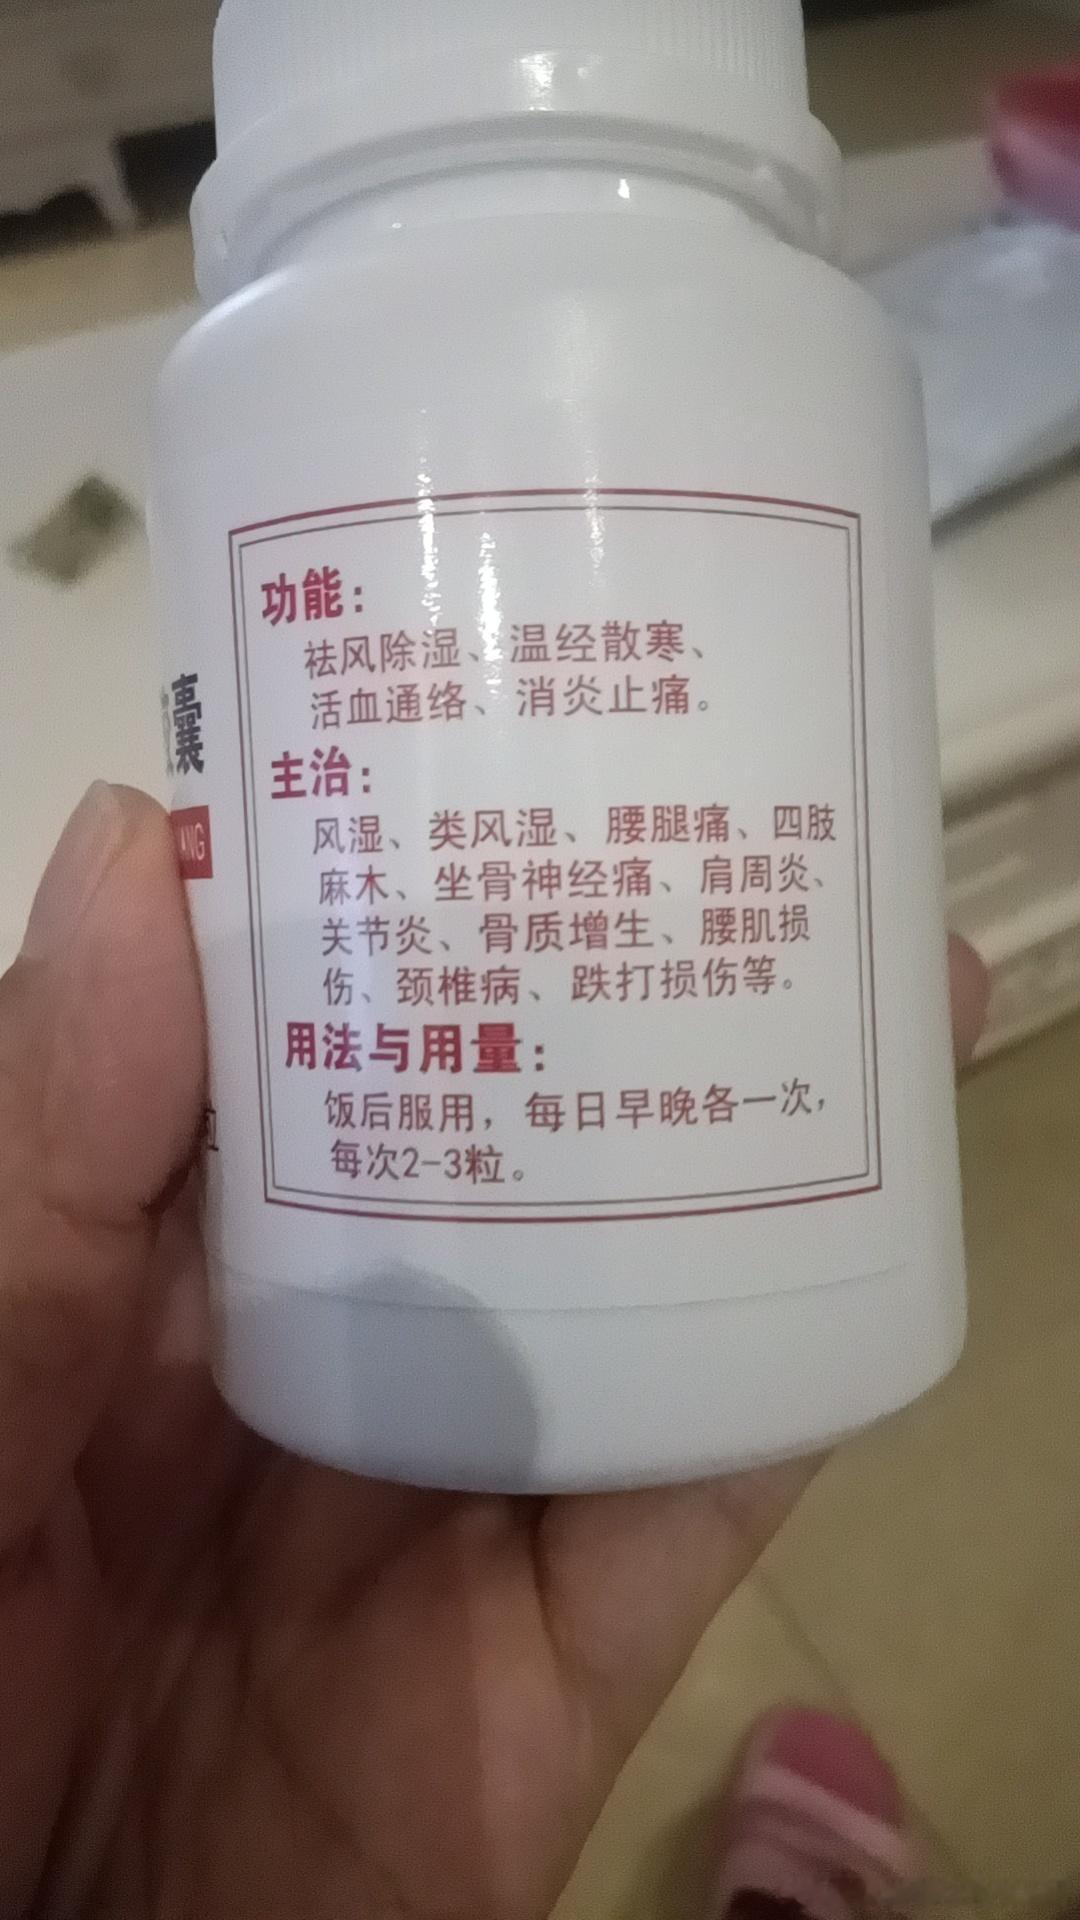 功能：
祛风除湿、温经散寒、
活血通络、消炎止痛。
主治：
风湿、类风湿、腰腿痛、四肢
麻木、坐骨神经痛、肩周炎、
关节炎、骨质增生、腰肌损
伤、颈椎病、跌打损伤等。
用法与用量：
饭后服用，每日早晚各一次，
每次2-3粒。
囊
ANG